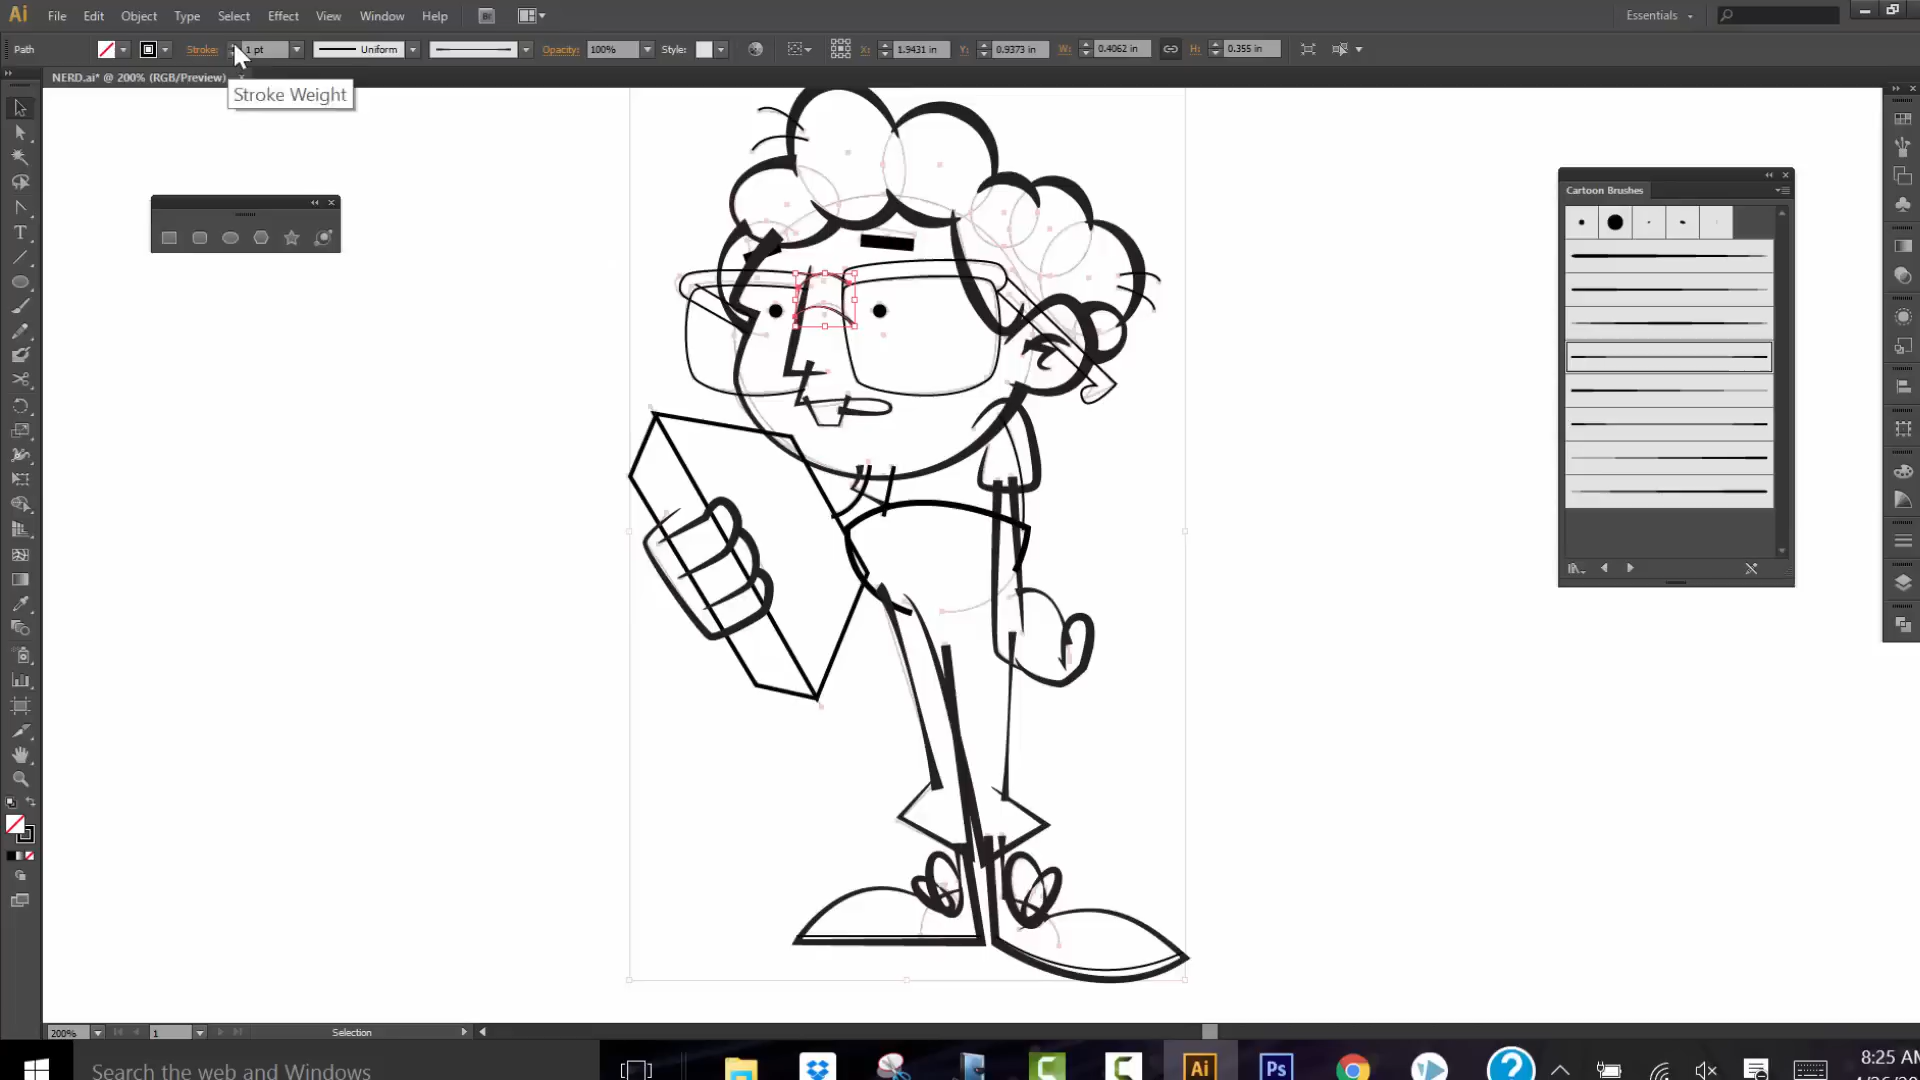 Ai File Edit Object Type Select Effect View Window Help Br Essentials
Path Stroke: 1 pt Uniform Opacity: 100% Style: X: 1.9431 in Y: 0.9373 in W: 0.4062 in H: 0.355 in
NERD.ai* @ 200% (RGB/Preview)
Stroke Weight
Cartoon Brushes
200% 1 Selection
Search the web and Windows
Ai Ps ?
8:25 AM